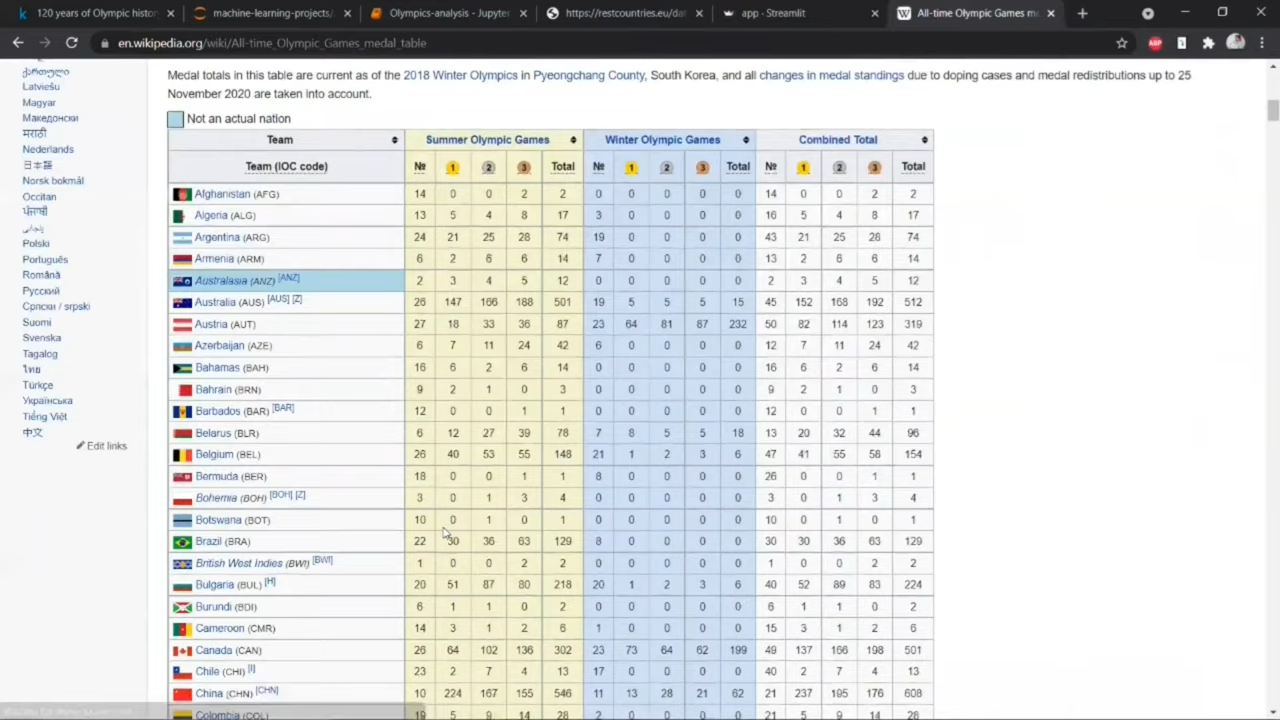 120 years of Olympic histor
machine-learning-projects/
Olympics-analysis - Jupyter
https://restcountries.eu/dat
app - Streamlit
All-time Olympic Games me
en.wikipedia.org/wiki/All-time_Olympic_Games_medal_table
ABP
ქართული
Latviešu
Magyar
Македонски
मराठी
Nederlands
日本語
Norsk bokmål
Occitan
ਪੰਜਾਬੀ
Polski
Português
Română
Русский
Српски / srpski
Suomi
Svenska
Tagalog
ไทย
Türkçe
Українська
Tiếng Việt
中文
Edit links
Medal totals in this table are current as of the 2018 Winter Olympics in Pyeongchang County, South Korea, and all changes in medal standings due to doping cases and medal redistributions up to 25
November 2020 are taken into account.
Not an actual nation
Team Summer Olympic Games Winter Olympic Games Combined Total
Team (IOC code) № 1 2 3 Total № 1 2 3 Total № 1 2 3 Total
Afghanistan (AFG) 14 0 0 2 2 0 0 0 0 0 14 0 0 2 2
Algeria (ALG) 13 5 4 8 17 3 0 0 0 0 16 5 4 8 17
Argentina (ARG) 24 21 25 28 74 19 0 0 0 0 43 21 25 28 74
Armenia (ARM) 6 2 6 6 14 7 0 0 0 0 13 2 6 6 14
Australasia (ANZ) [ANZ] 2 3 4 5 12 0 0 0 0 0 2 3 4 5 12
Australia (AUS) [AUS] [Z] 26 147 166 188 501 19 5 5 5 15 45 152 168 192 512
Austria (AUT) 27 18 33 36 87 23 64 81 87 232 50 82 114 123 319
Azerbaijan (AZE) 6 7 11 24 42 6 0 0 0 0 12 7 11 24 42
Bahamas (BAH) 16 6 2 6 14 0 0 0 0 0 16 6 2 6 14
Bahrain (BRN) 9 2 1 0 3 0 0 0 0 0 9 2 1 0 3
Barbados (BAR) [BAR] 12 0 0 1 1 0 0 0 0 0 12 0 0 1 1
Belarus (BLR) 6 12 27 39 78 7 8 5 5 18 13 20 32 44 96
Belgium (BEL) 26 40 53 55 148 21 1 2 3 6 47 41 55 58 154
Bermuda (BER) 18 0 0 1 1 8 0 0 0 0 26 0 0 1 1
Bohemia (BOH) [BOH] [Z] 3 0 1 3 4 0 0 0 0 0 3 0 1 3 4
Botswana (BOT) 10 0 1 0 1 0 0 0 0 0 10 0 1 0 1
Brazil (BRA) 22 30 36 63 129 8 0 0 0 0 30 30 36 63 129
British West Indies (BWI) [BWI] 1 0 0 2 2 0 0 0 0 0 1 0 0 2 2
Bulgaria (BUL) [H] 20 51 87 80 218 20 1 2 3 6 40 52 89 83 224
Burundi (BDI) 6 1 1 0 2 0 0 0 0 0 6 1 1 0 2
Cameroon (CMR) 14 3 1 2 6 1 0 0 0 0 15 3 1 2 6
Canada (CAN) 26 64 102 136 302 23 73 64 62 199 49 137 166 198 501
Chile (CHI) [I] 23 2 7 4 13 17 0 0 0 0 40 2 7 4 13
China (CHN) [CHN] 10 224 167 155 546 11 13 28 21 62 21 237 195 176 608
Colombia (COL) 19 5 9 14 28 2 0 0 0 0 21 5 9 14 28